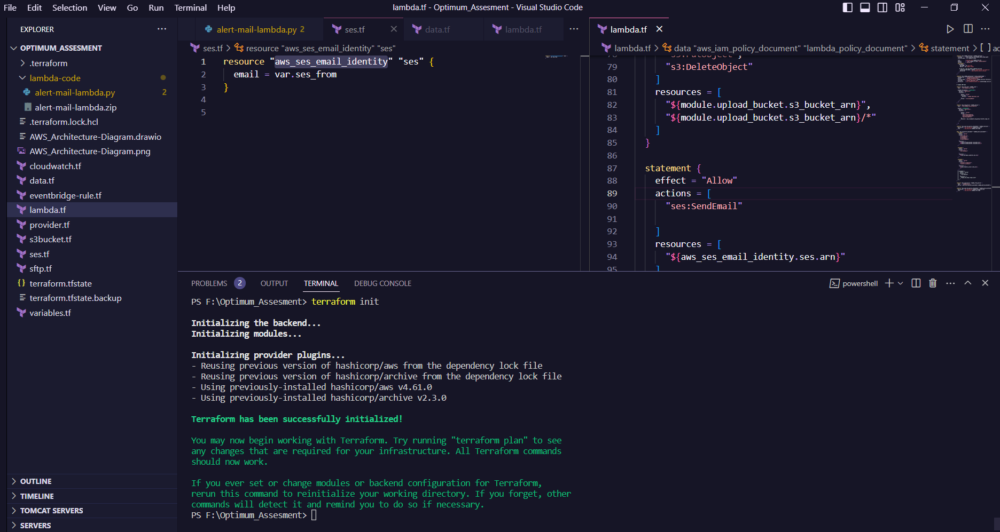 File Edit Selection View Go Run Terminal Help
lambda.tf - Optimum_Assesment - Visual Studio Code
EXPLORER
OPTIMUM_ASSESMENT
.terraform
lambda-code
alert-mail-lambda.py 2
alert-mail-lambda.zip
.terraform.lock.hcl
AWS_Architecture-Diagram.drawio
AWS_Architecture-Diagram.png
cloudwatch.tf
data.tf
eventbridge-rule.tf
lambda.tf
provider.tf
s3bucket.tf
ses.tf
sftp.tf
terraform.tfstate
terraform.tfstate.backup
variables.tf
OUTLINE
TIMELINE
TOMCAT SERVERS
SERVERS
alert-mail-lambda.py 2 ses.tf data.tf lambda.tf
ses.tf > resource "aws_ses_email_identity" "ses"
1 resource "aws_ses_email_identity" "ses" {
2 email = var.ses_from
3 }
4
5
lambda.tf
lambda.tf > data "aws_iam_policy_document" "lambda_policy_document" > statement > [ ] ac
78 "s3:PutObject",
79 "s3:DeleteObject"
80 ]
81 resources = [
82 "${module.upload_bucket.s3_bucket_arn}",
83 "${module.upload_bucket.s3_bucket_arn}/*"
84 ]
85 }
86
87 statement {
88 effect = "Allow"
89 actions = [
90 "ses:SendEmail"
91
92 ]
93 resources = [
94 "${aws_ses_email_identity.ses.arn}"
95 ]
PROBLEMS 2 OUTPUT TERMINAL DEBUG CONSOLE
powershell
PS F:\Optimum_Assesment> terraform init
Initializing the backend...
Initializing modules...
Initializing provider plugins...
- Reusing previous version of hashicorp/aws from the dependency lock file
- Reusing previous version of hashicorp/archive from the dependency lock file
- Using previously-installed hashicorp/aws v4.61.0
- Using previously-installed hashicorp/archive v2.3.0
Terraform has been successfully initialized!
You may now begin working with Terraform. Try running "terraform plan" to see
any changes that are required for your infrastructure. All Terraform commands
should now work.
If you ever set or change modules or backend configuration for Terraform,
rerun this command to reinitialize your working directory. If you forget, other
commands will detect it and remind you to do so if necessary.
PS F:\Optimum_Assesment>